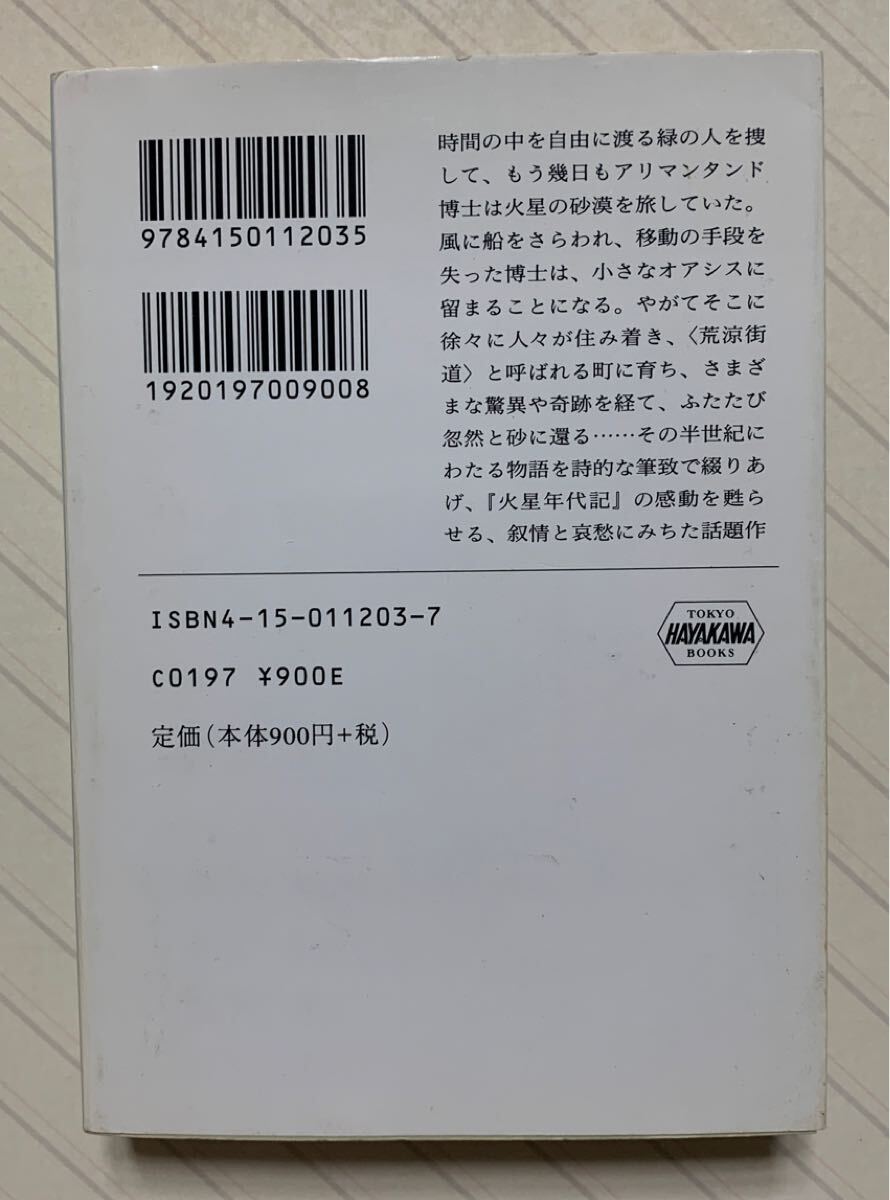 9784150112035
1920197009008
時間の中を自由に渡る緑の人を捜
して、もう幾日もアリマンタンド
博士は火星の砂漠を旅していた。
風に船をさらわれ、移動の手段を
失った博士は、小さなオアシスに
留まることになる。やがてそこに
徐々に人々が住み着き、〈荒涼街
道〉と呼ばれる町に育ち、さまざ
まな驚異や奇跡を経て、ふたたび
忽然と砂に還る……その半世紀に
わたる物語を詩的な筆致で綴りあ
げ、『火星年代記』の感動を甦ら
せる、叙情と哀愁にみちた話題作
ISBN4-15-011203-7
C0197 ¥900E
定価(本体900円+税)
TOKYO
HAYAKAWA
BOOKS